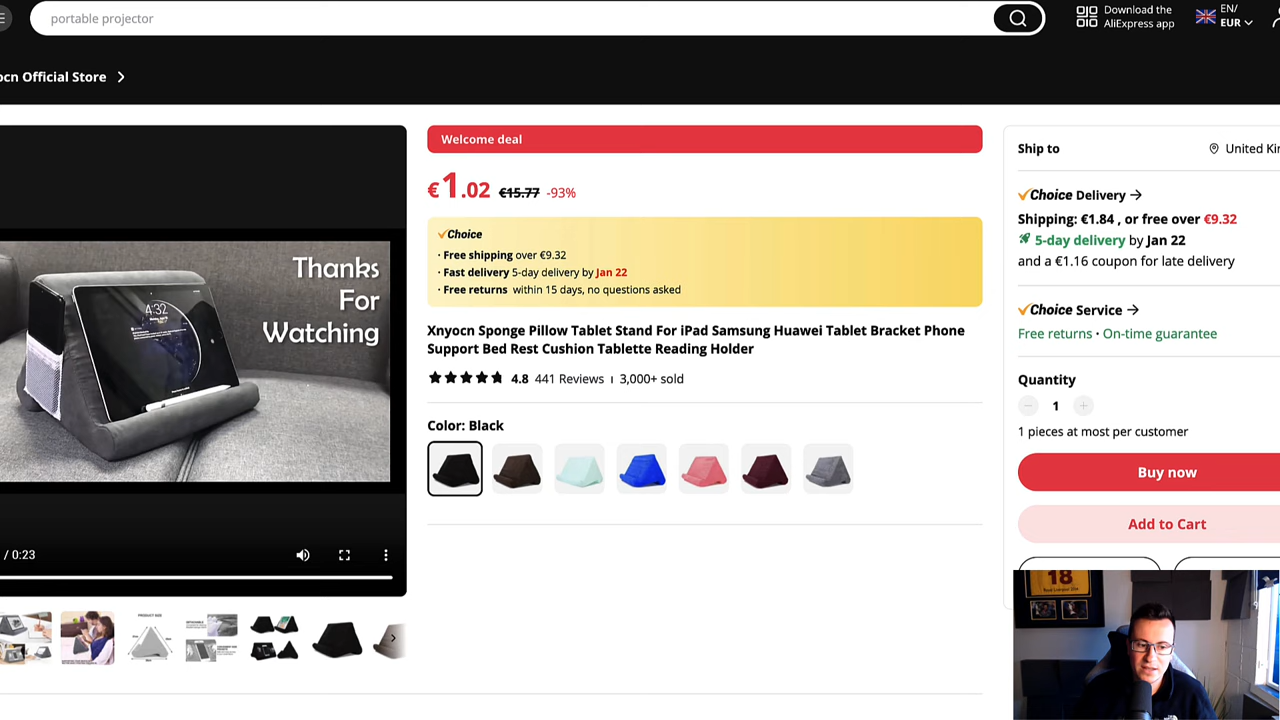 portable projector
Download the
AliExpress app
EN/
EUR
ocn Official Store
Welcome deal
€1.02 €15.77 -93%
Choice
· Free shipping over €9.32
· Fast delivery 5-day delivery by Jan 22
· Free returns within 15 days, no questions asked
Xnyocn Sponge Pillow Tablet Stand For iPad Samsung Huawei Tablet Bracket Phone
Support Bed Rest Cushion Tablette Reading Holder
4.8 441 Reviews 3,000+ sold
Color: Black
Thanks
For
Watching
4:32
/ 0:23
PRODUCT SIZE
Ship to
United Kin
Choice Delivery
Shipping: €1.84 , or free over €9.32
5-day delivery by Jan 22
and a €1.16 coupon for late delivery
Choice Service
Free returns · On-time guarantee
Quantity
1
1 pieces at most per customer
Buy now
Add to Cart
18